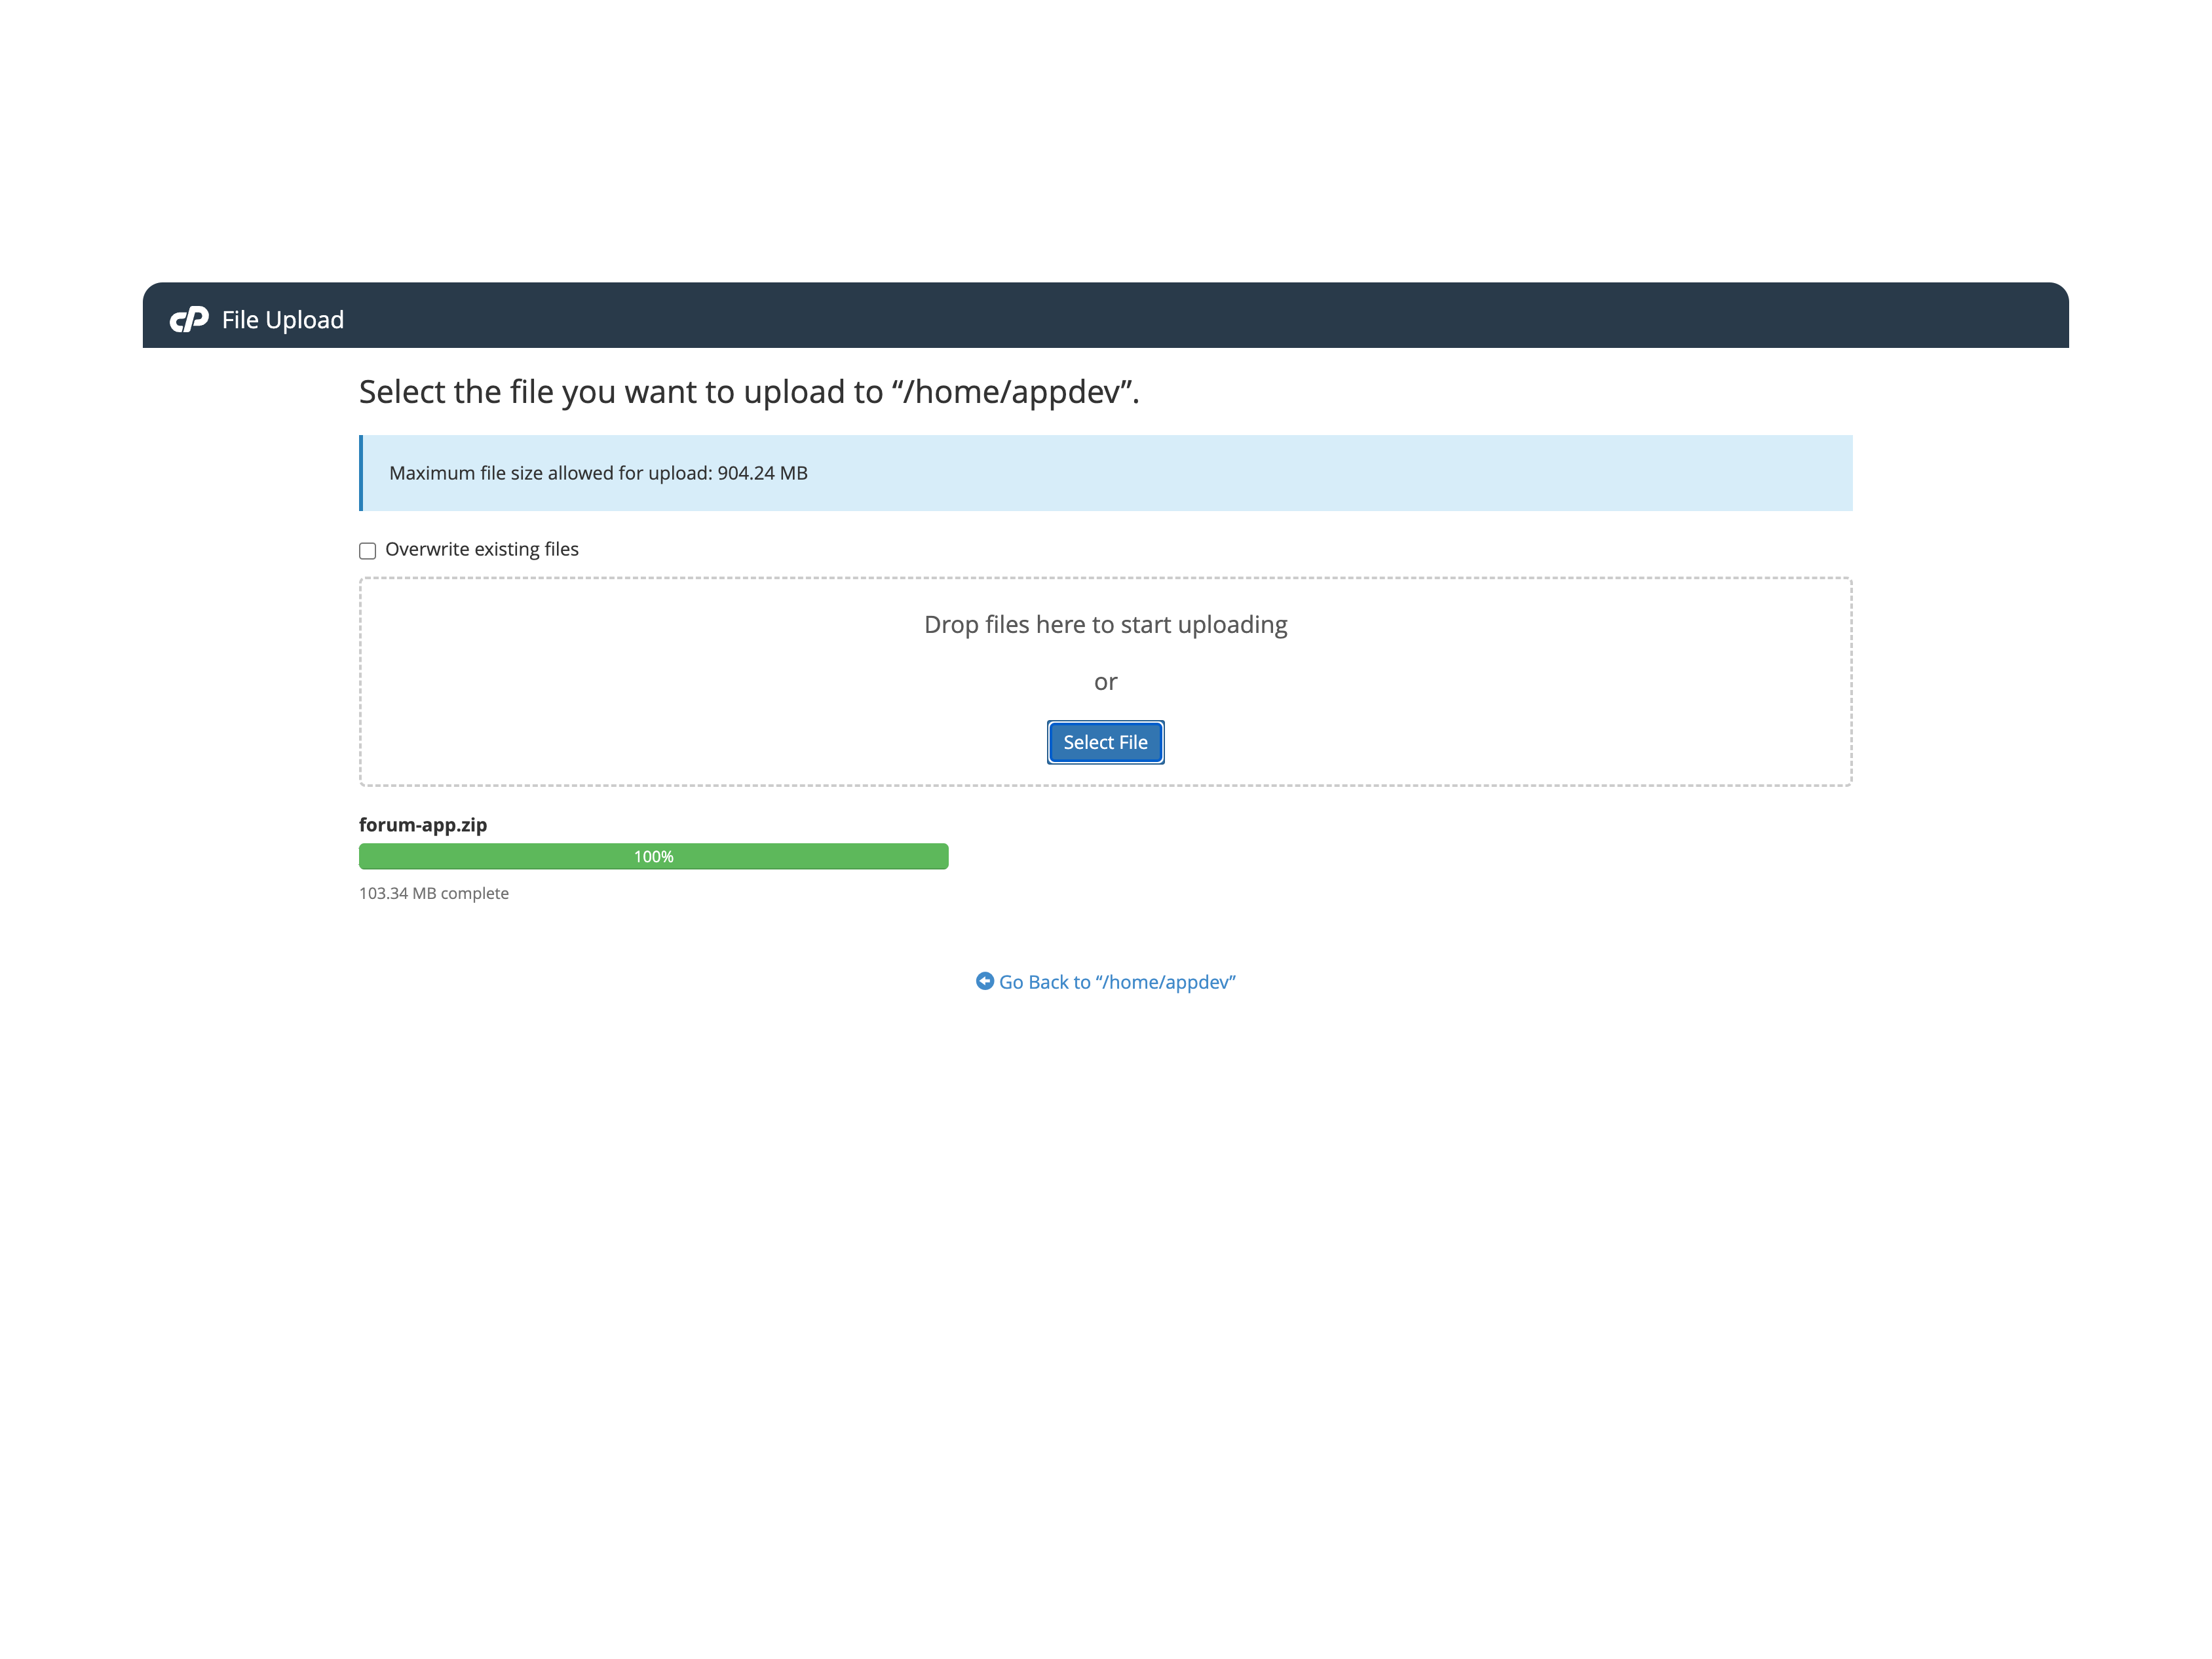 cP File Upload
Select the file you want to upload to “/home/appdev”.
Maximum file size allowed for upload: 904.24 MB
Overwrite existing files
Drop files here to start uploading
or
Select File
forum-app.zip
100%
103.34 MB complete
Go Back to “/home/appdev”